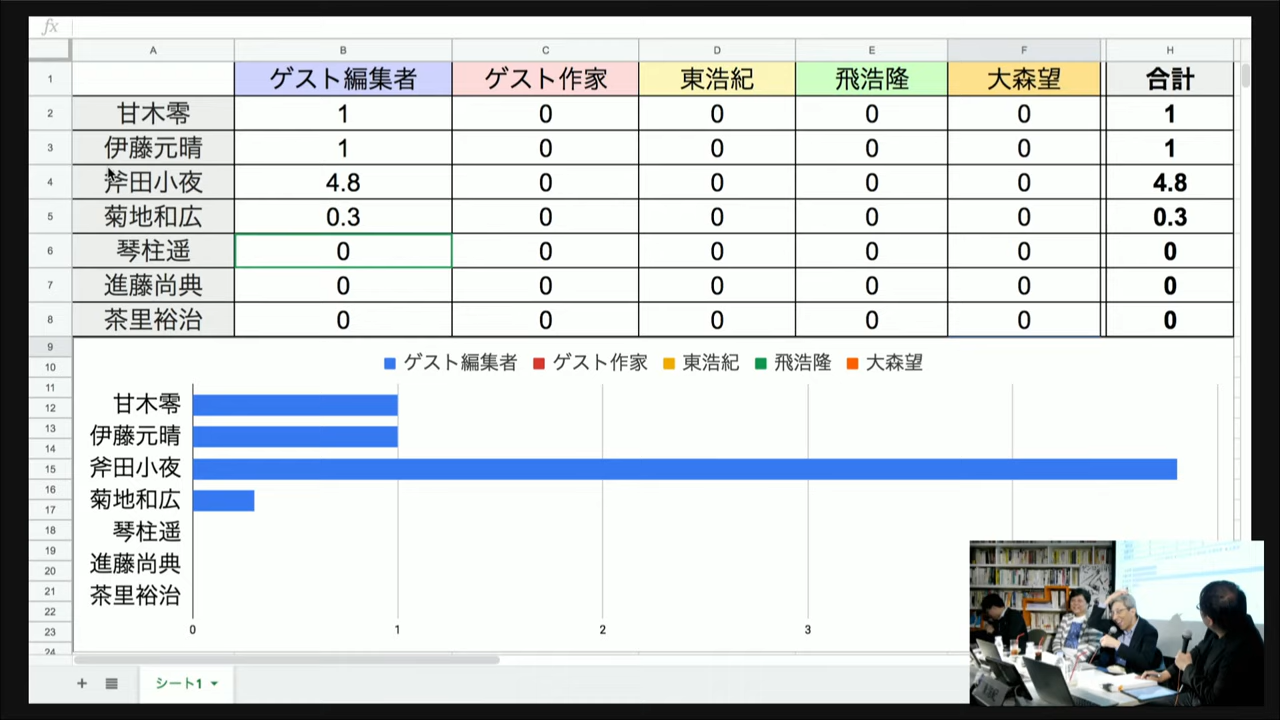 fx
A B C D E F H
1 ゲスト編集者 ゲスト作家 東浩紀 飛浩隆 大森望 合計
2 甘木零 1 0 0 0 0 1
3 伊藤元晴 1 0 0 0 0 1
4 斧田小夜 4.8 0 0 0 0 4.8
5 菊地和広 0.3 0 0 0 0 0.3
6 琴柱遥 0 0 0 0 0 0
7 進藤尚典 0 0 0 0 0 0
8 茶里裕治 0 0 0 0 0 0
9
10 ゲスト編集者 ゲスト作家 東浩紀 飛浩隆 大森望
11
12 甘木零
13 伊藤元晴
14
15 斧田小夜
16 菊地和広
17
18 琴柱遥
19 進藤尚典
20
21 茶里裕治
22
23 0 1 2 3
24
+ シート1